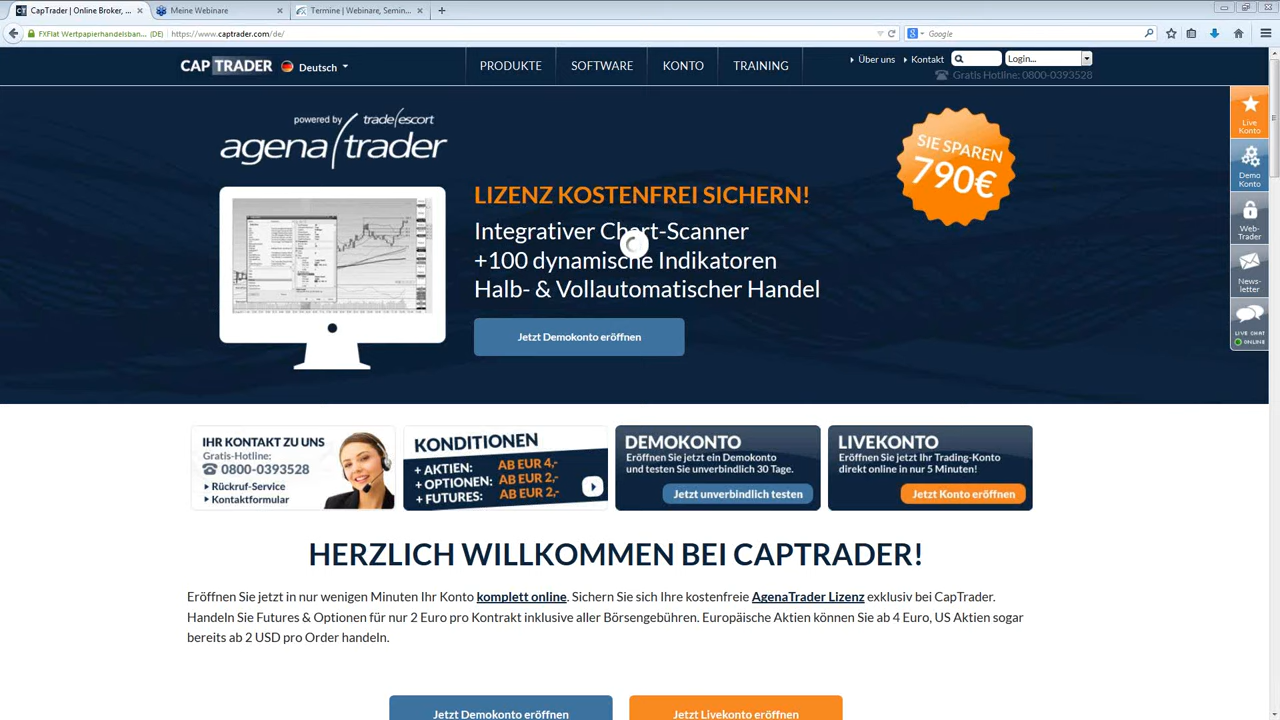 CapTrader | Online Broker, ...
Meine Webinare
Termine | Webinare, Semin...
FXFlat Wertpapierhandelsban... (DE)
https://www.captrader.com/de/
Google
CAP TRADER
Deutsch
PRODUKTE
SOFTWARE
KONTO
TRAINING
Über uns
Kontakt
Login...
Gratis Hotline: 0800-0393528
powered by trade/escort
agena/trader
SIE SPAREN
790€
LIZENZ KOSTENFREI SICHERN!
Integrativer Chart-Scanner
+100 dynamische Indikatoren
Halb- & Vollautomatischer Handel
Jetzt Demokonto eröffnen
Live
Konto
Demo
Konto
Web-
Trader
News-
letter
LIVE CHAT
ONLINE
IHR KONTAKT ZU UNS
Gratis-Hotline:
0800-0393528
Rückruf-Service
Kontaktformular
KONDITIONEN
+ AKTIEN: AB EUR 4,-
+ OPTIONEN: AB EUR 2,-
+ FUTURES: AB EUR 2,-
DEMOKONTO
Eröffnen Sie jetzt ein Demokonto
und testen Sie unverbindlich 30 Tage.
Jetzt unverbindlich testen
LIVEKONTO
Eröffnen Sie jetzt Ihr Trading-Konto
direkt online in nur 5 Minuten!
Jetzt Konto eröffnen
HERZLICH WILLKOMMEN BEI CAPTRADER!
Eröffnen Sie jetzt in nur wenigen Minuten Ihr Konto komplett online. Sichern Sie sich Ihre kostenfreie AgenaTrader Lizenz exklusiv bei CapTrader.
Handeln Sie Futures & Optionen für nur 2 Euro pro Kontrakt inklusive aller Börsengebühren. Europäische Aktien können Sie ab 4 Euro, US Aktien sogar
bereits ab 2 USD pro Order handeln.
Jetzt Demokonto eröffnen
Jetzt Livekonto eröffnen